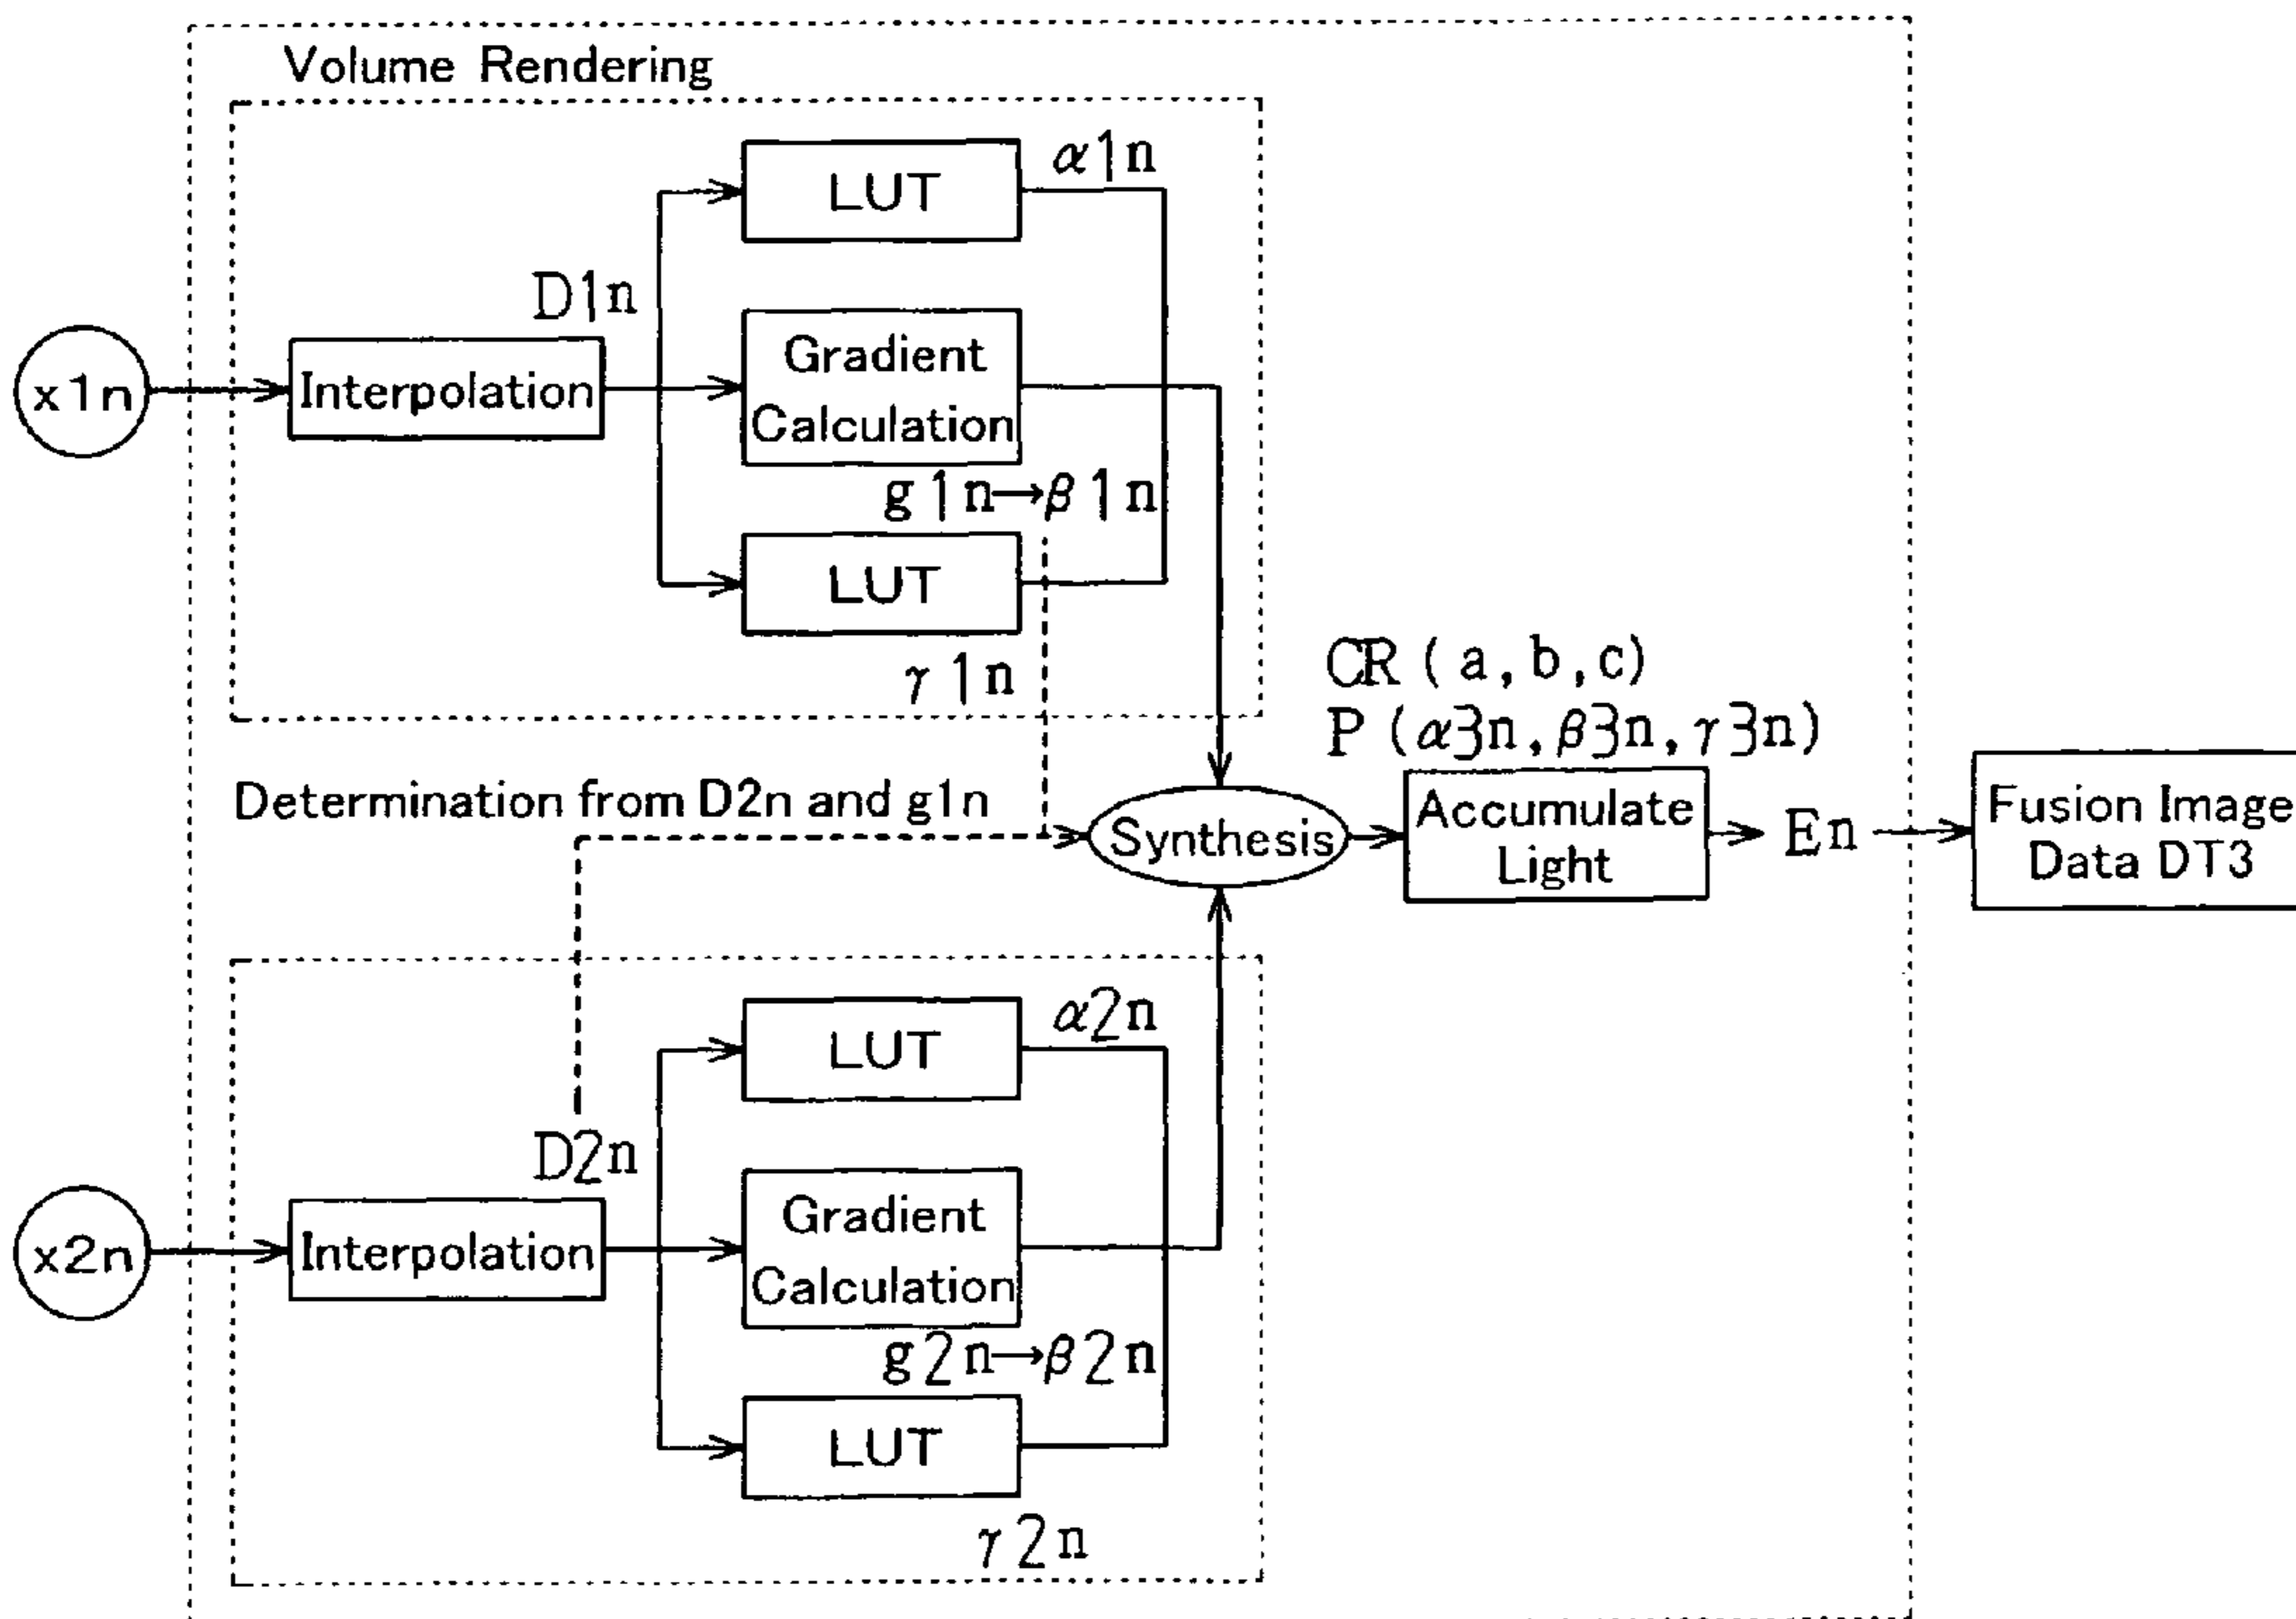 Volume Rendering
LUT
α1n
D1n
x1n
Interpolation
Gradient
Calculation
g1n→β1n
LUT
γ1n
CR(a,b,c)
P(α3n,β3n,γ3n)
Determination from D2n and g1n
Synthesis
Accumulate
Light
En
Fusion Image
Data DT3
LUT
α2n
D2n
x2n
Interpolation
Gradient
Calculation
g2n→β2n
LUT
γ2n